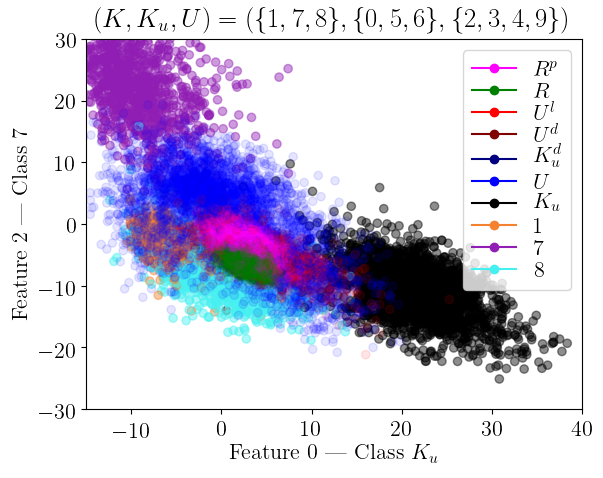 (K, K_u, U) = ({1, 7, 8}, {0, 5, 6}, {2, 3, 4, 9})
30
20
10
0
−10
−20
−30
Feature 2 — Class 7
R^p
R
U^l
U^d
K_u^d
U
K_u
1
7
8
−10 0 10 20 30 40
Feature 0 — Class K_u